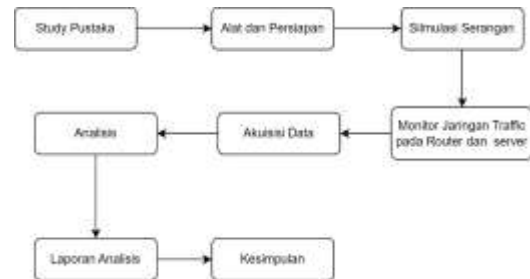 Study Pustaka
Alat dan Persiapan
Silmulasi Serangan
Monitor Jaringan Traffic
pada Router dan server
Akuisisi Data
Analisis
Laporan Analisis
Kesimpulan